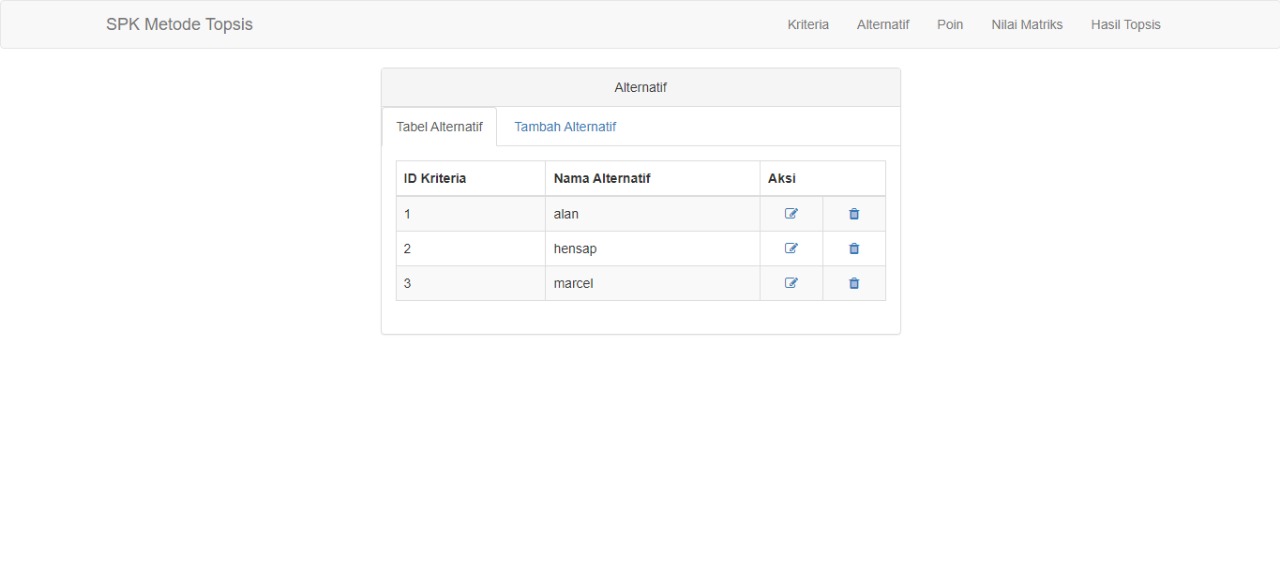 SPK Metode Topsis Kriteria Alternatif Poin Nilai Matriks Hasil Topsis
Alternatif
Tabel Alternatif Tambah Alternatif
ID Kriteria Nama Alternatif Aksi
1 alan
2 hensap
3 marcel